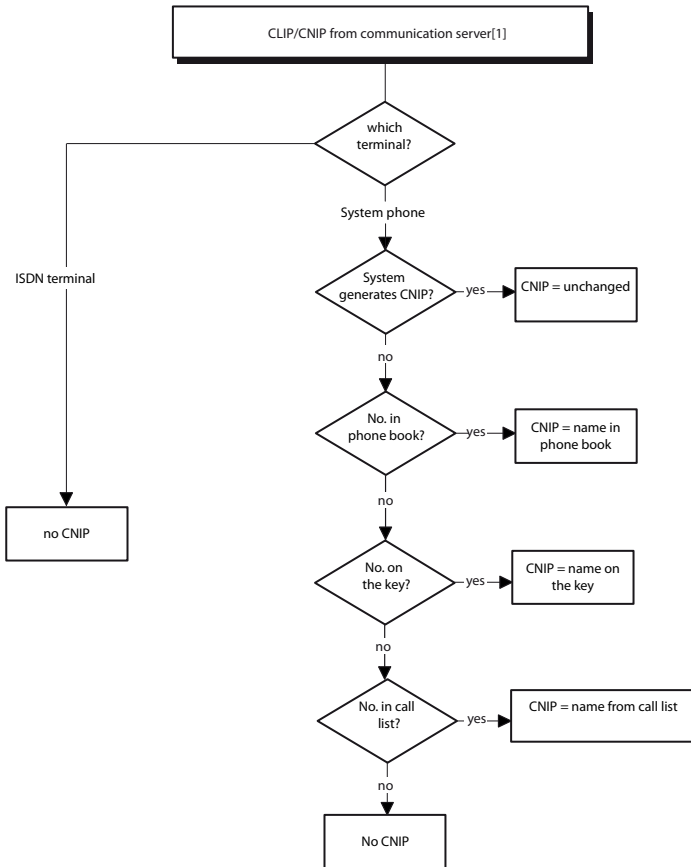 CLIP/CNIP from communication server[1]
which
terminal?
System phone
ISDN terminal
System
generates CNIP?
yes
CNIP = unchanged
no
No. in
phone book?
yes
CNIP = name in
phone book
no
no CNIP
No. on
the key?
yes
CNIP = name on
the key
no
No. in call
list?
yes
CNIP = name from call list
no
No CNIP